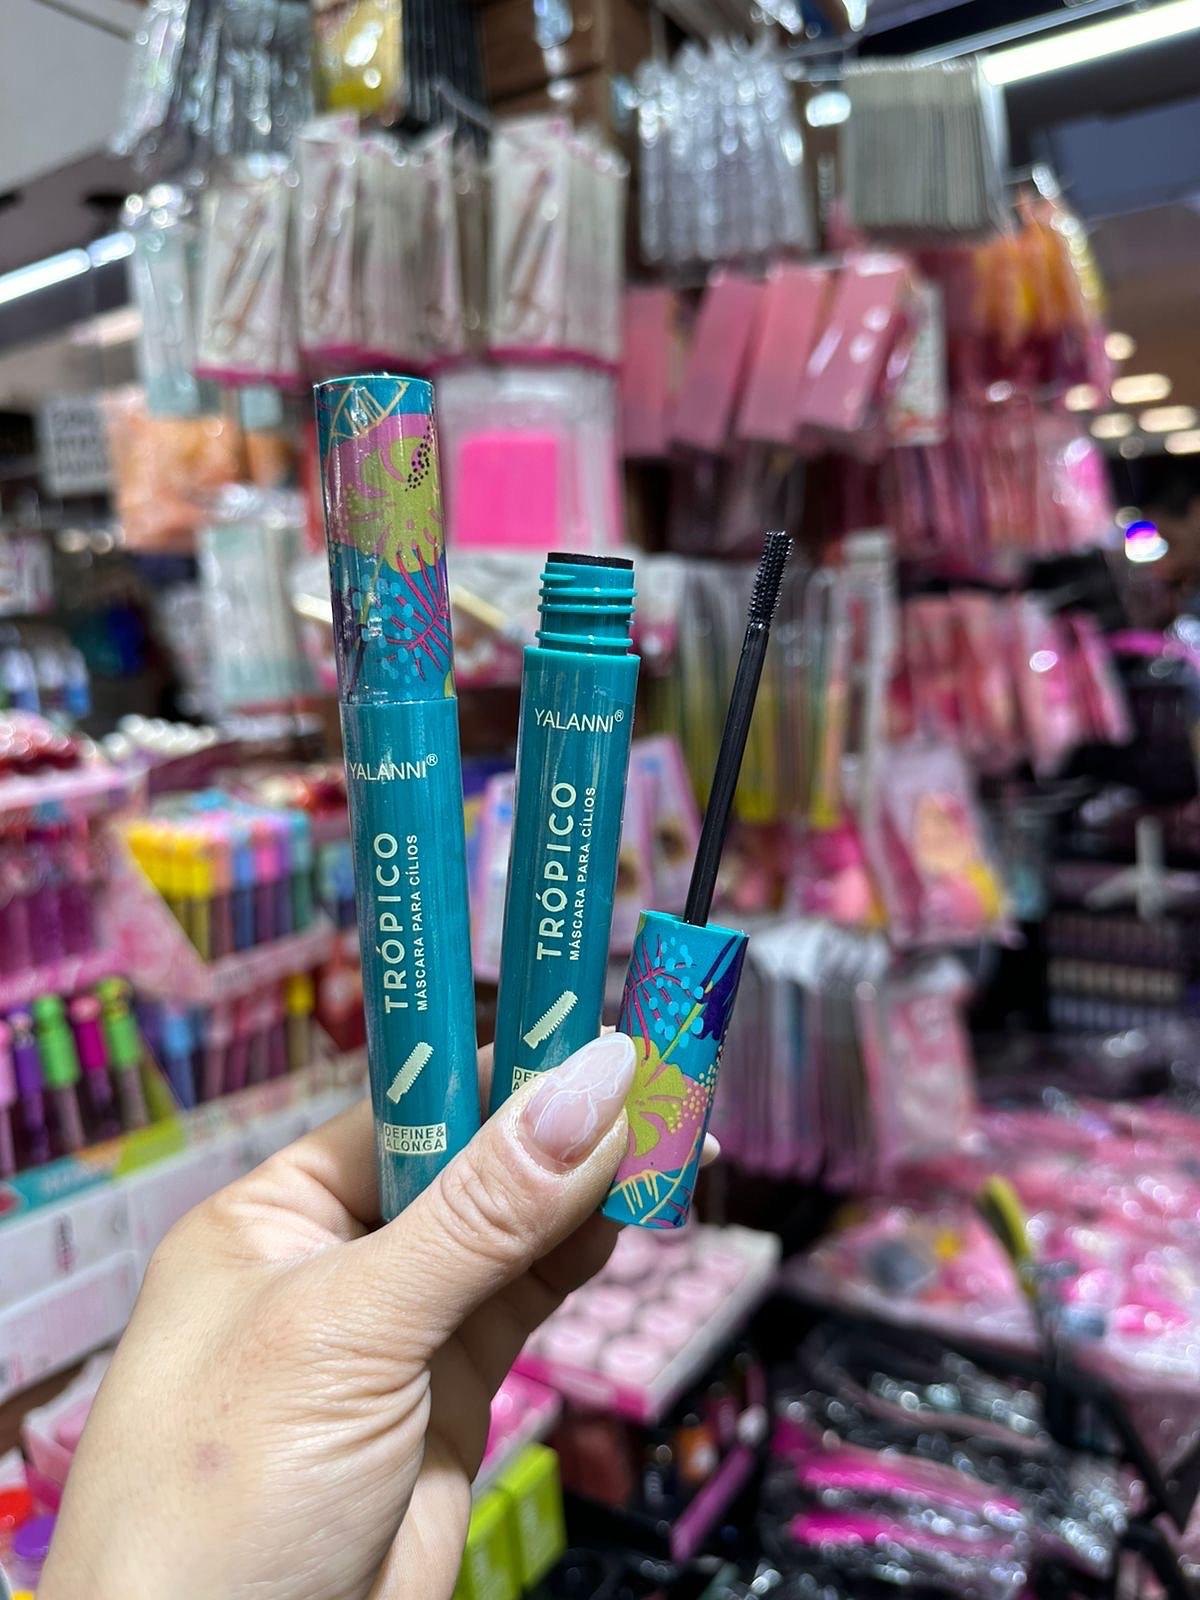 YALANNI®
TRÓPICO
MÁSCARA PARA CÍLIOS
DEFINE&
ALONGA
YALANNI®
TRÓPICO
MÁSCARA PARA CÍLIOS